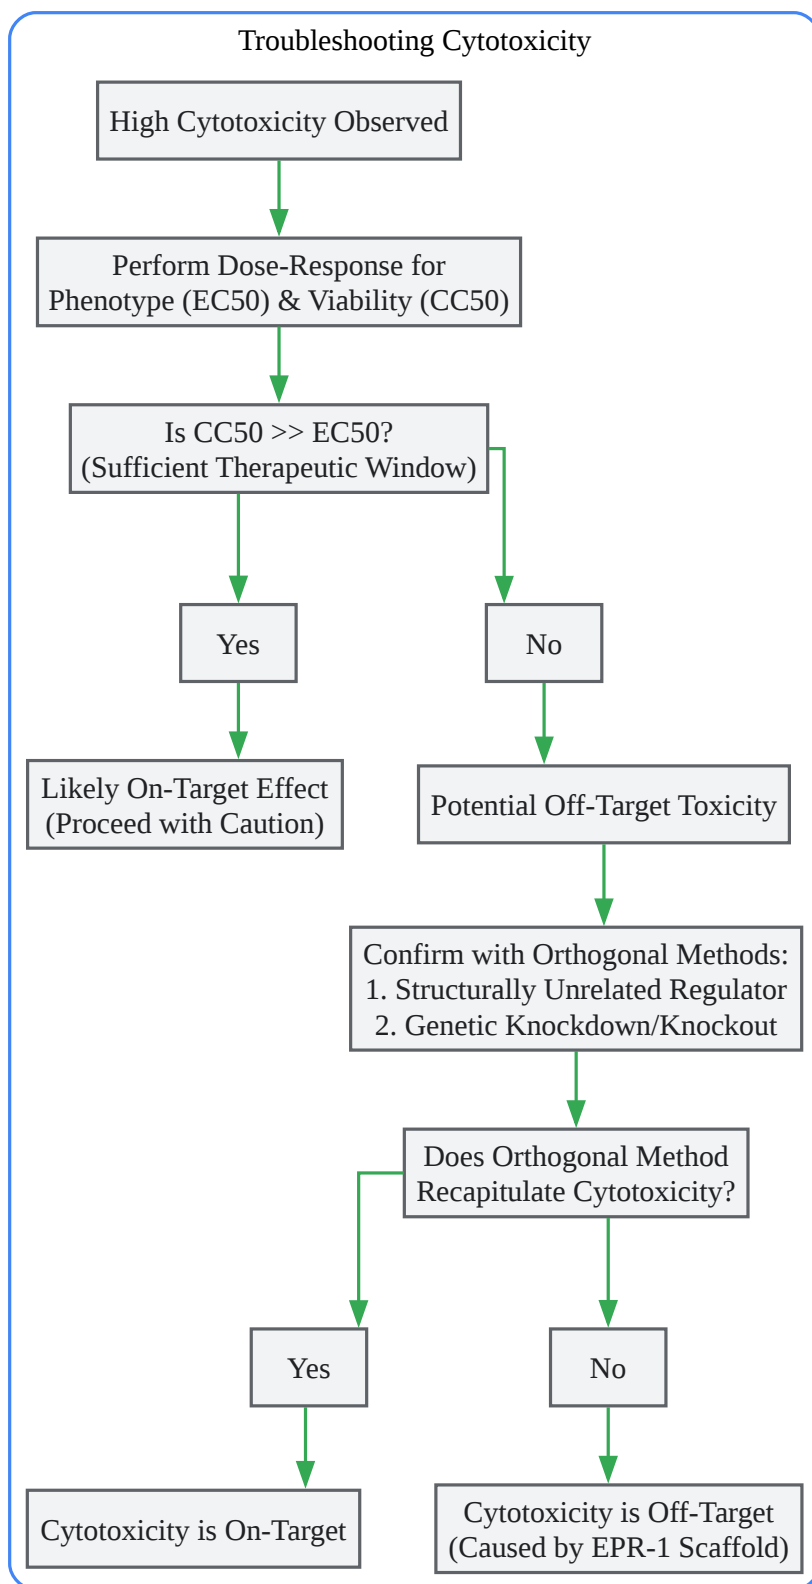 Troubleshooting Cytotoxicity
High Cytotoxicity Observed
Perform Dose-Response for
Phenotype (EC50) & Viability (CC50)
Is CC50 >> EC50?
(Sufficient Therapeutic Window)
Yes
No
Likely On-Target Effect
(Proceed with Caution)
Potential Off-Target Toxicity
Confirm with Orthogonal Methods:
1. Structurally Unrelated Regulator
2. Genetic Knockdown/Knockout
Does Orthogonal Method
Recapitulate Cytotoxicity?
Yes
No
Cytotoxicity is On-Target
Cytotoxicity is Off-Target
(Caused by EPR-1 Scaffold)